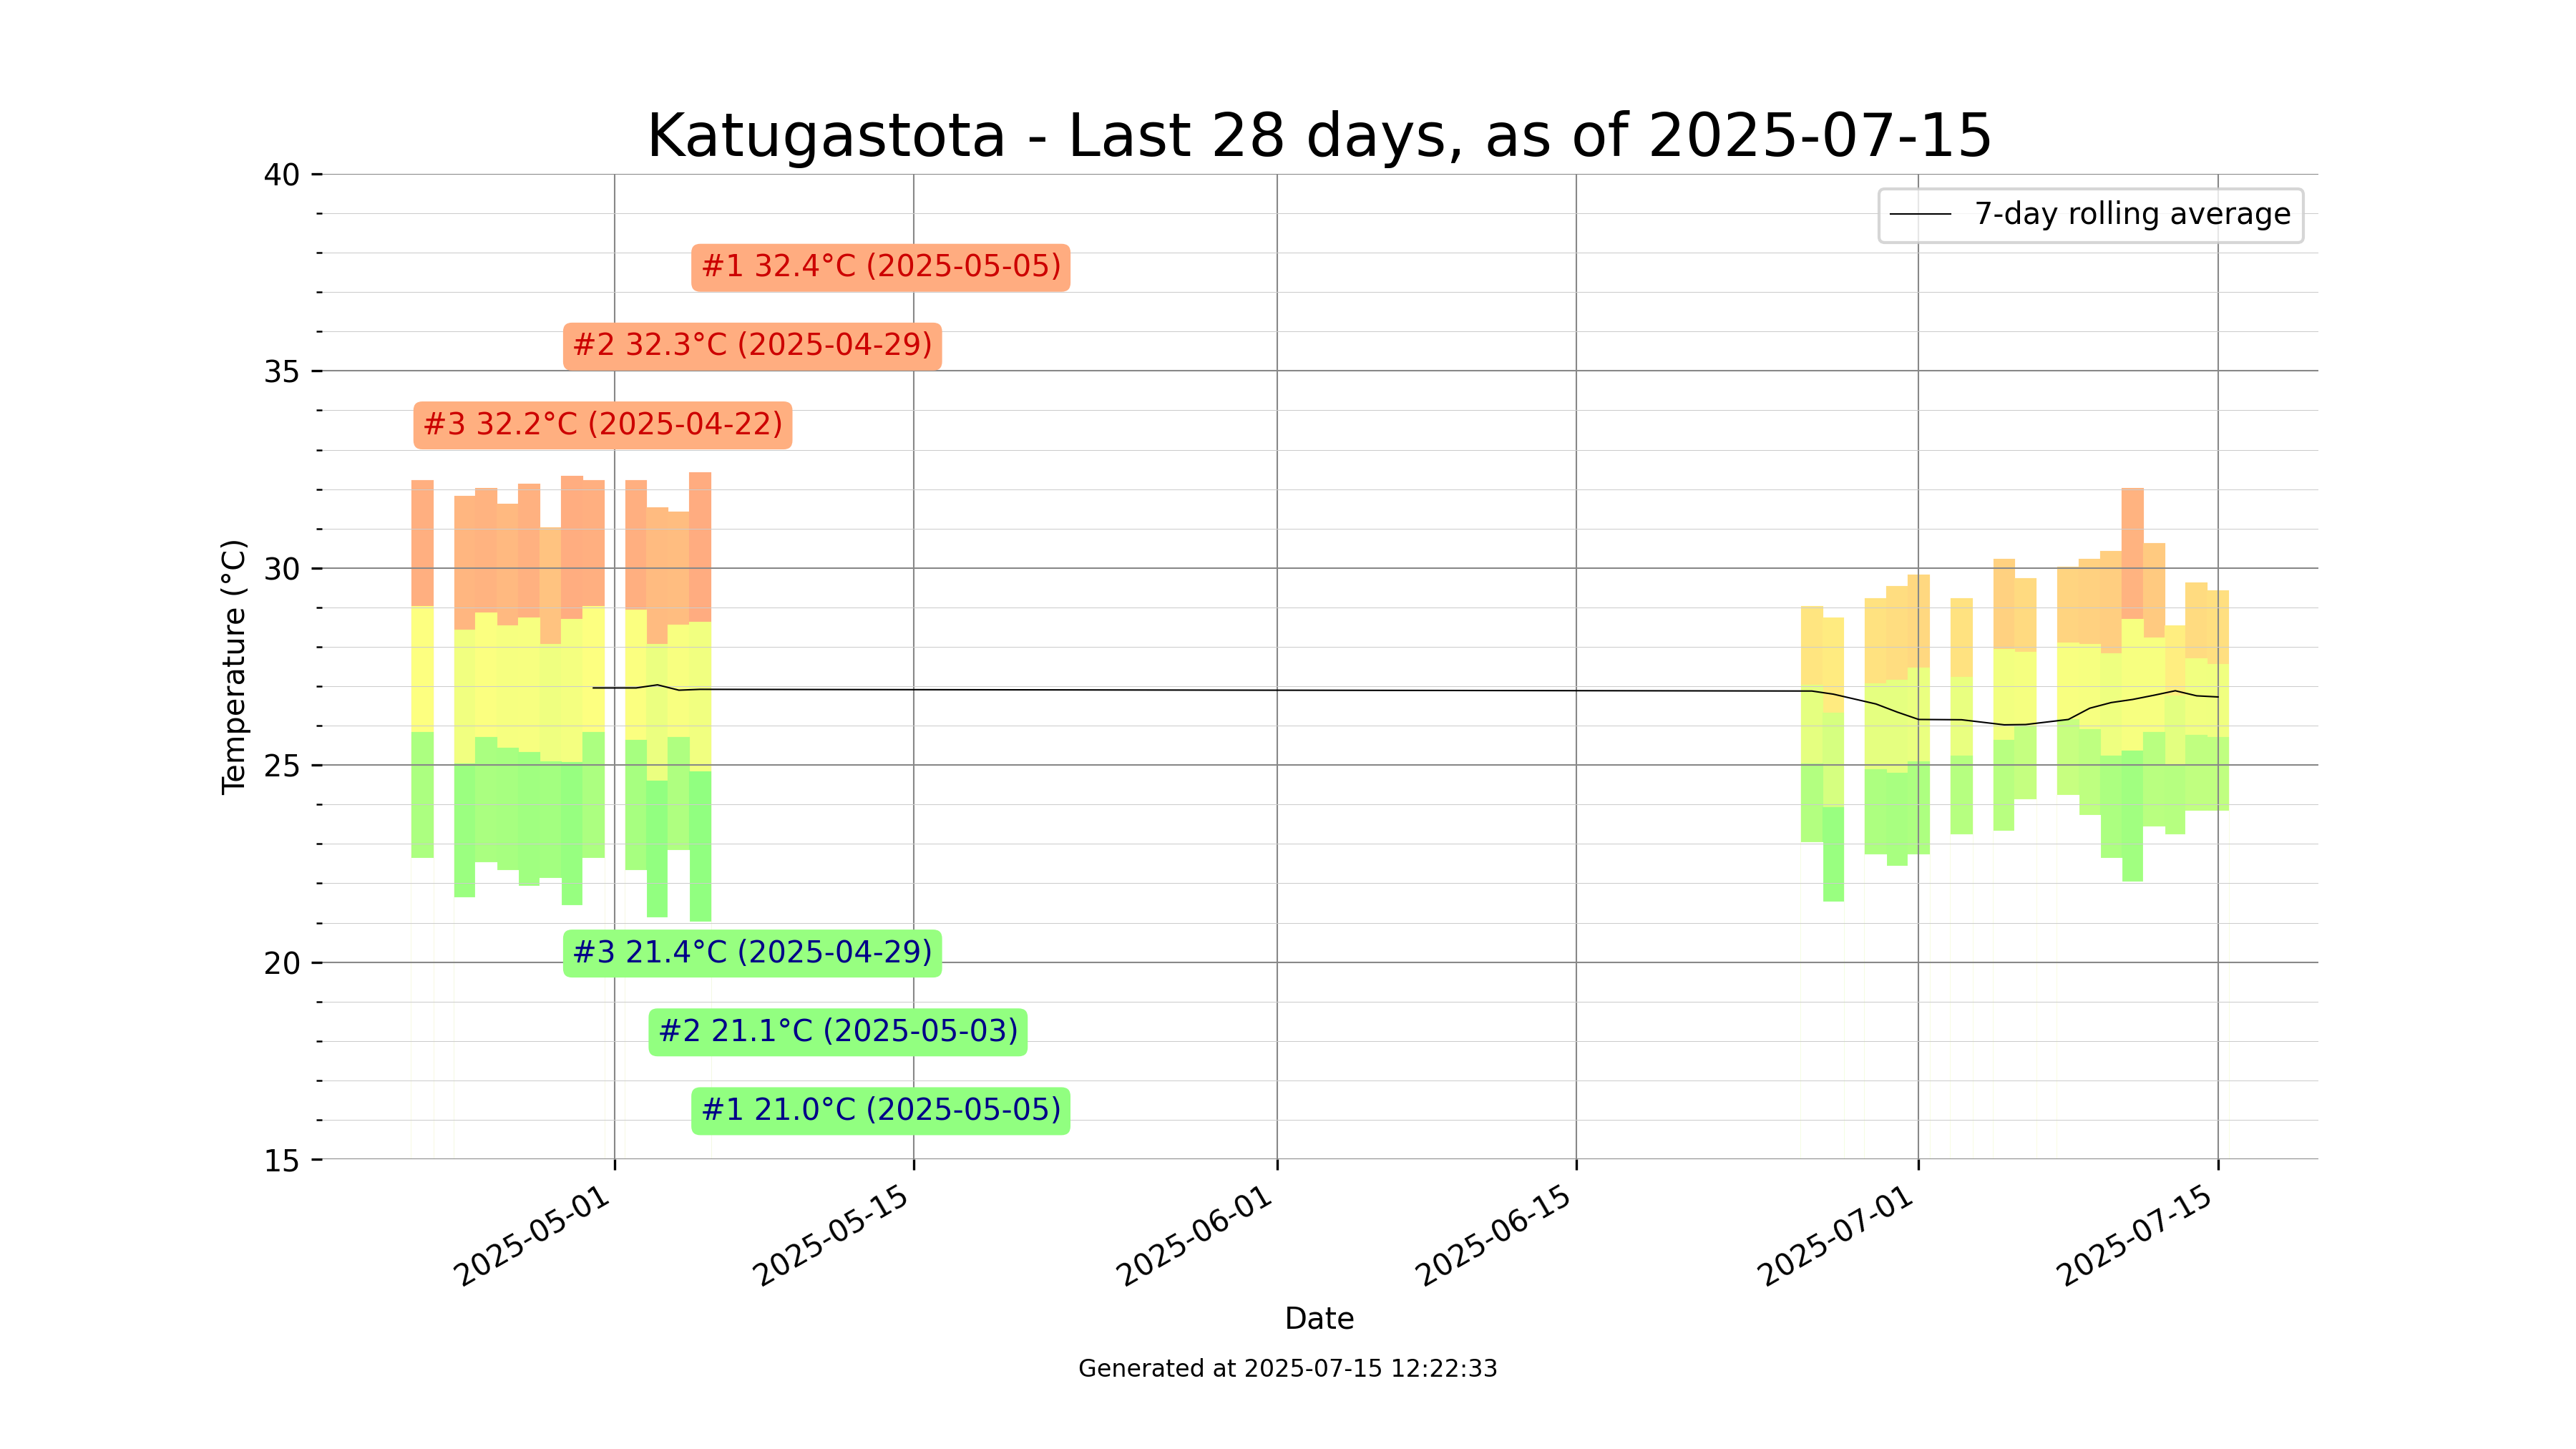 Katugastota - Last 28 days, as of 2025-07-15
7-day rolling average
40
35
30
25
20
15
Temperature (°C)
#1 32.4°C (2025-05-05)
#2 32.3°C (2025-04-29)
#3 32.2°C (2025-04-22)
#3 21.4°C (2025-04-29)
#2 21.1°C (2025-05-03)
#1 21.0°C (2025-05-05)
2025-05-01
2025-05-15
2025-06-01
2025-06-15
2025-07-01
2025-07-15
Date
Generated at 2025-07-15 12:22:33